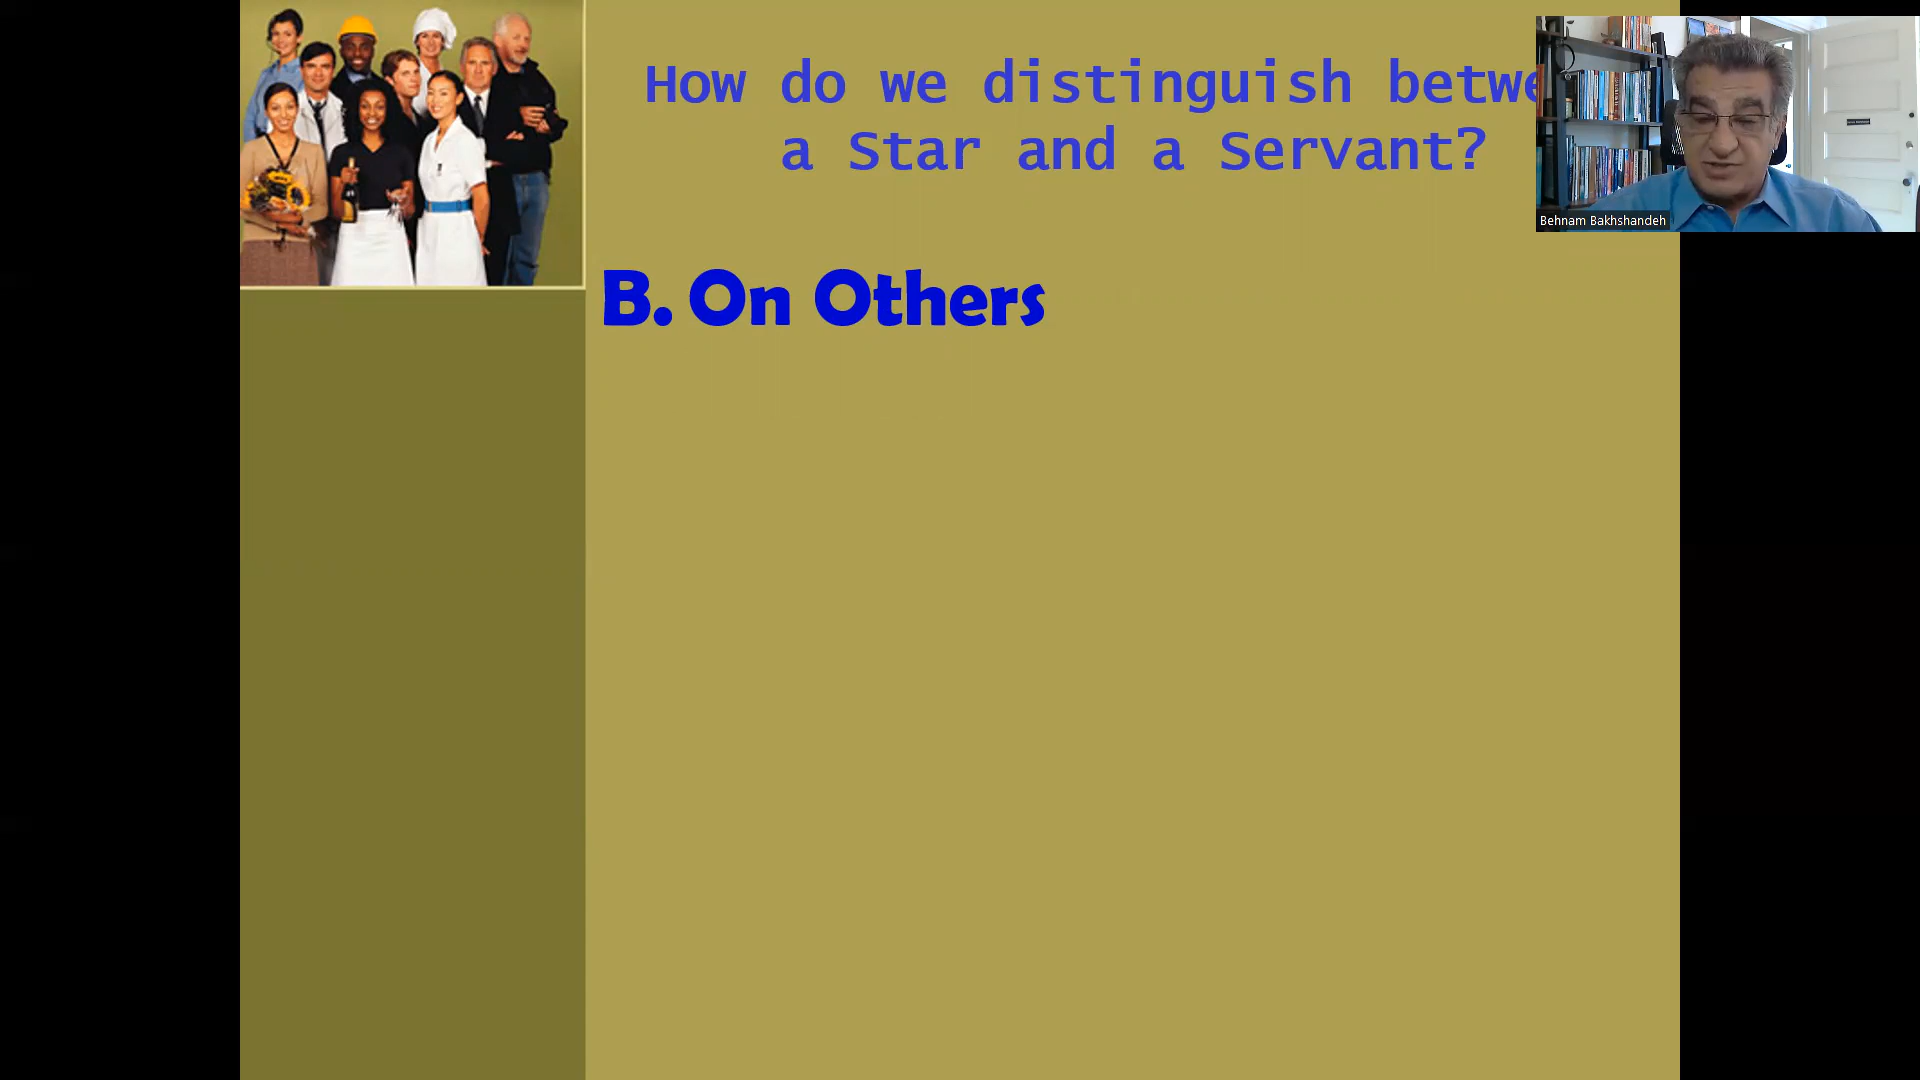 How do we distinguish betwe
a Star and a Servant?
B. On Others
Behnam Bakhshandeh